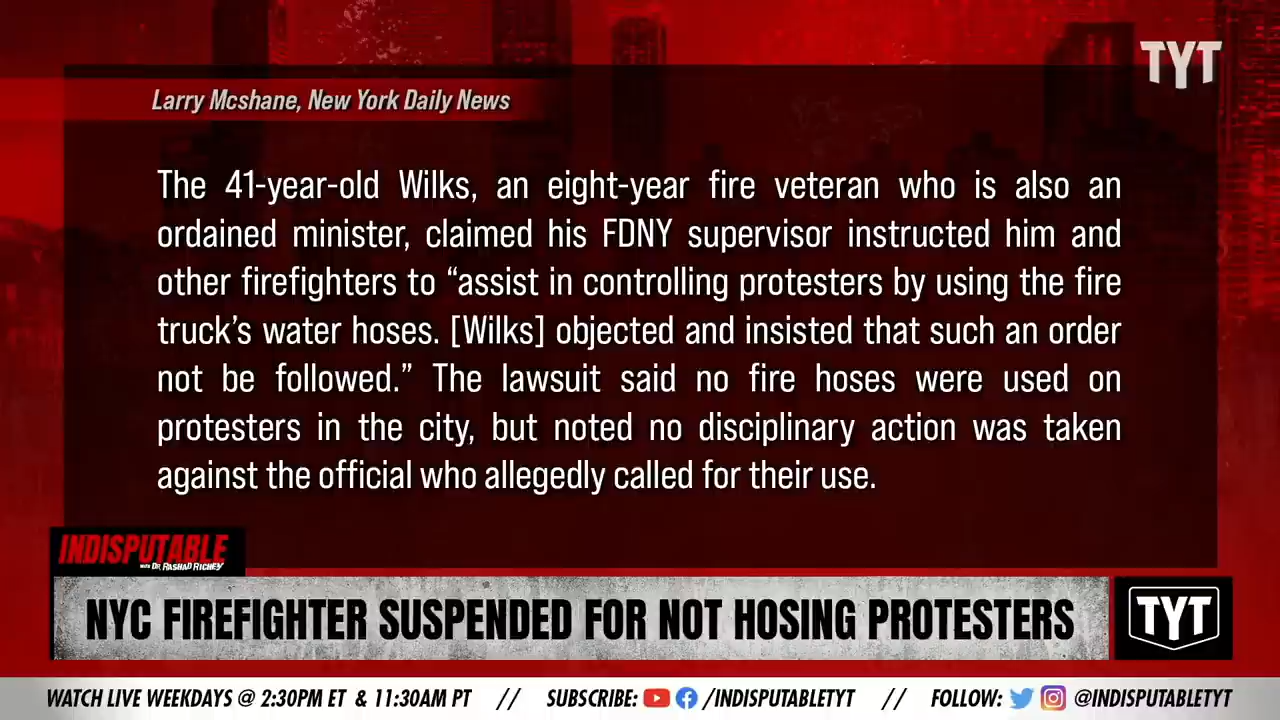 TYT
Larry Mcshane, New York Daily News
The 41-year-old Wilks, an eight-year fire veteran who is also an
ordained minister, claimed his FDNY supervisor instructed him and
other firefighters to “assist in controlling protesters by using the fire
truck’s water hoses. [Wilks] objected and insisted that such an order
not be followed.” The lawsuit said no fire hoses were used on
protesters in the city, but noted no disciplinary action was taken
against the official who allegedly called for their use.
INDISPUTABLE
WITH DR. RASHAD RICHEY
NYC FIREFIGHTER SUSPENDED FOR NOT HOSING PROTESTERS
TYT
WATCH LIVE WEEKDAYS @ 2:30PM ET & 11:30AM PT // SUBSCRIBE: /INDISPUTABLETYT // FOLLOW: @INDISPUTABLETYT